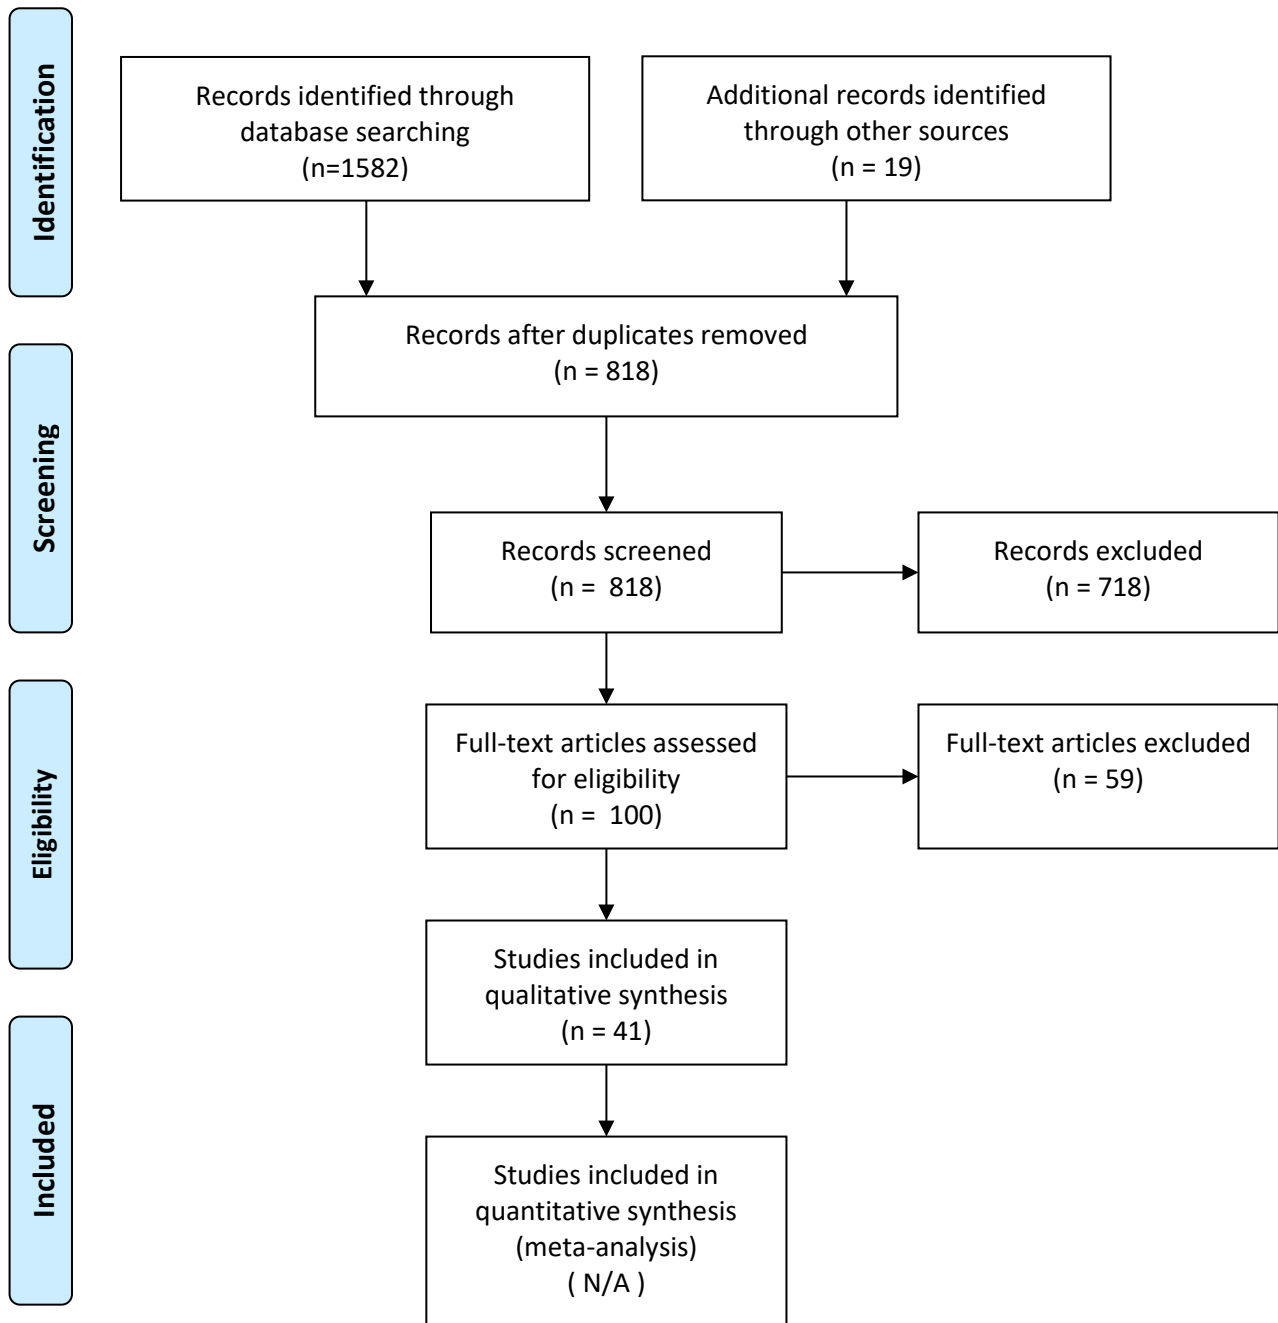 Identification
Records identified through
database searching
(n=1582)
Additional records identified
through other sources
(n = 19)
Records after duplicates removed
(n = 818)
Screening
Records screened
(n =  818)
Records excluded
(n = 718)
Eligibility
Full-text articles assessed
for eligibility
(n =  100)
Full-text articles excluded
(n = 59)
Studies included in
qualitative synthesis
(n = 41)
Included
Studies included in
quantitative synthesis
(meta-analysis)
( N/A )